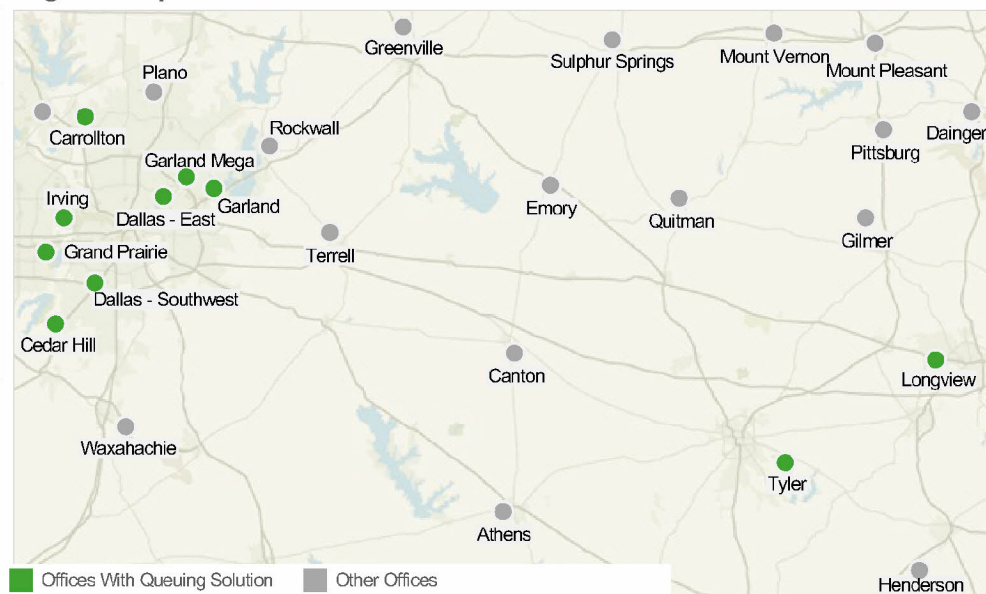 Greenville
Sulphur Springs
Mount Vernon
Mount Pleasant
Plano
Carrollton
Rockwall
Dainger
Pittsburg
Garland Mega
Irving
Garland
Dallas - East
Emory
Quitman
Gilmer
Grand Prairie
Terrell
Dallas - Southwest
Cedar Hill
Canton
Longview
Waxahachie
Tyler
Athens
Offices With Queuing Solution
Other Offices
Henderson